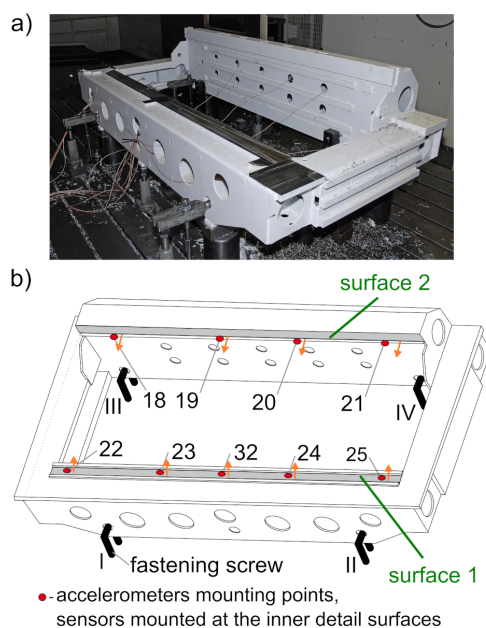 a)
b)
surface 2
III
18
19
20
21
IV
22
23
32
24
25
I
fastening screw
II
surface 1
- accelerometers mounting points,
sensors mounted at the inner detail surfaces